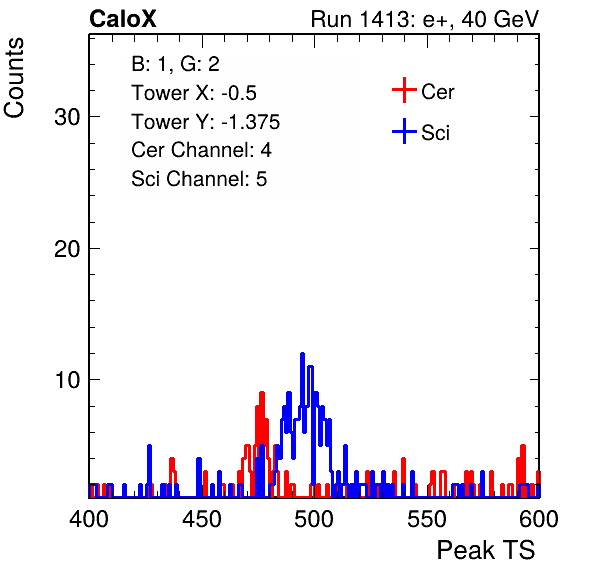 CaloX Run 1413: e+, 40 GeV
Counts
B: 1, G: 2
Tower X: -0.5
Tower Y: -1.375
Cer Channel: 4
Sci Channel: 5
Cer
Sci
30
20
10
400 450 500 550 600
Peak TS